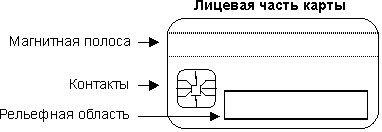 Лицевая часть карты
Магнитная полоса
Контакты
Рельефная область